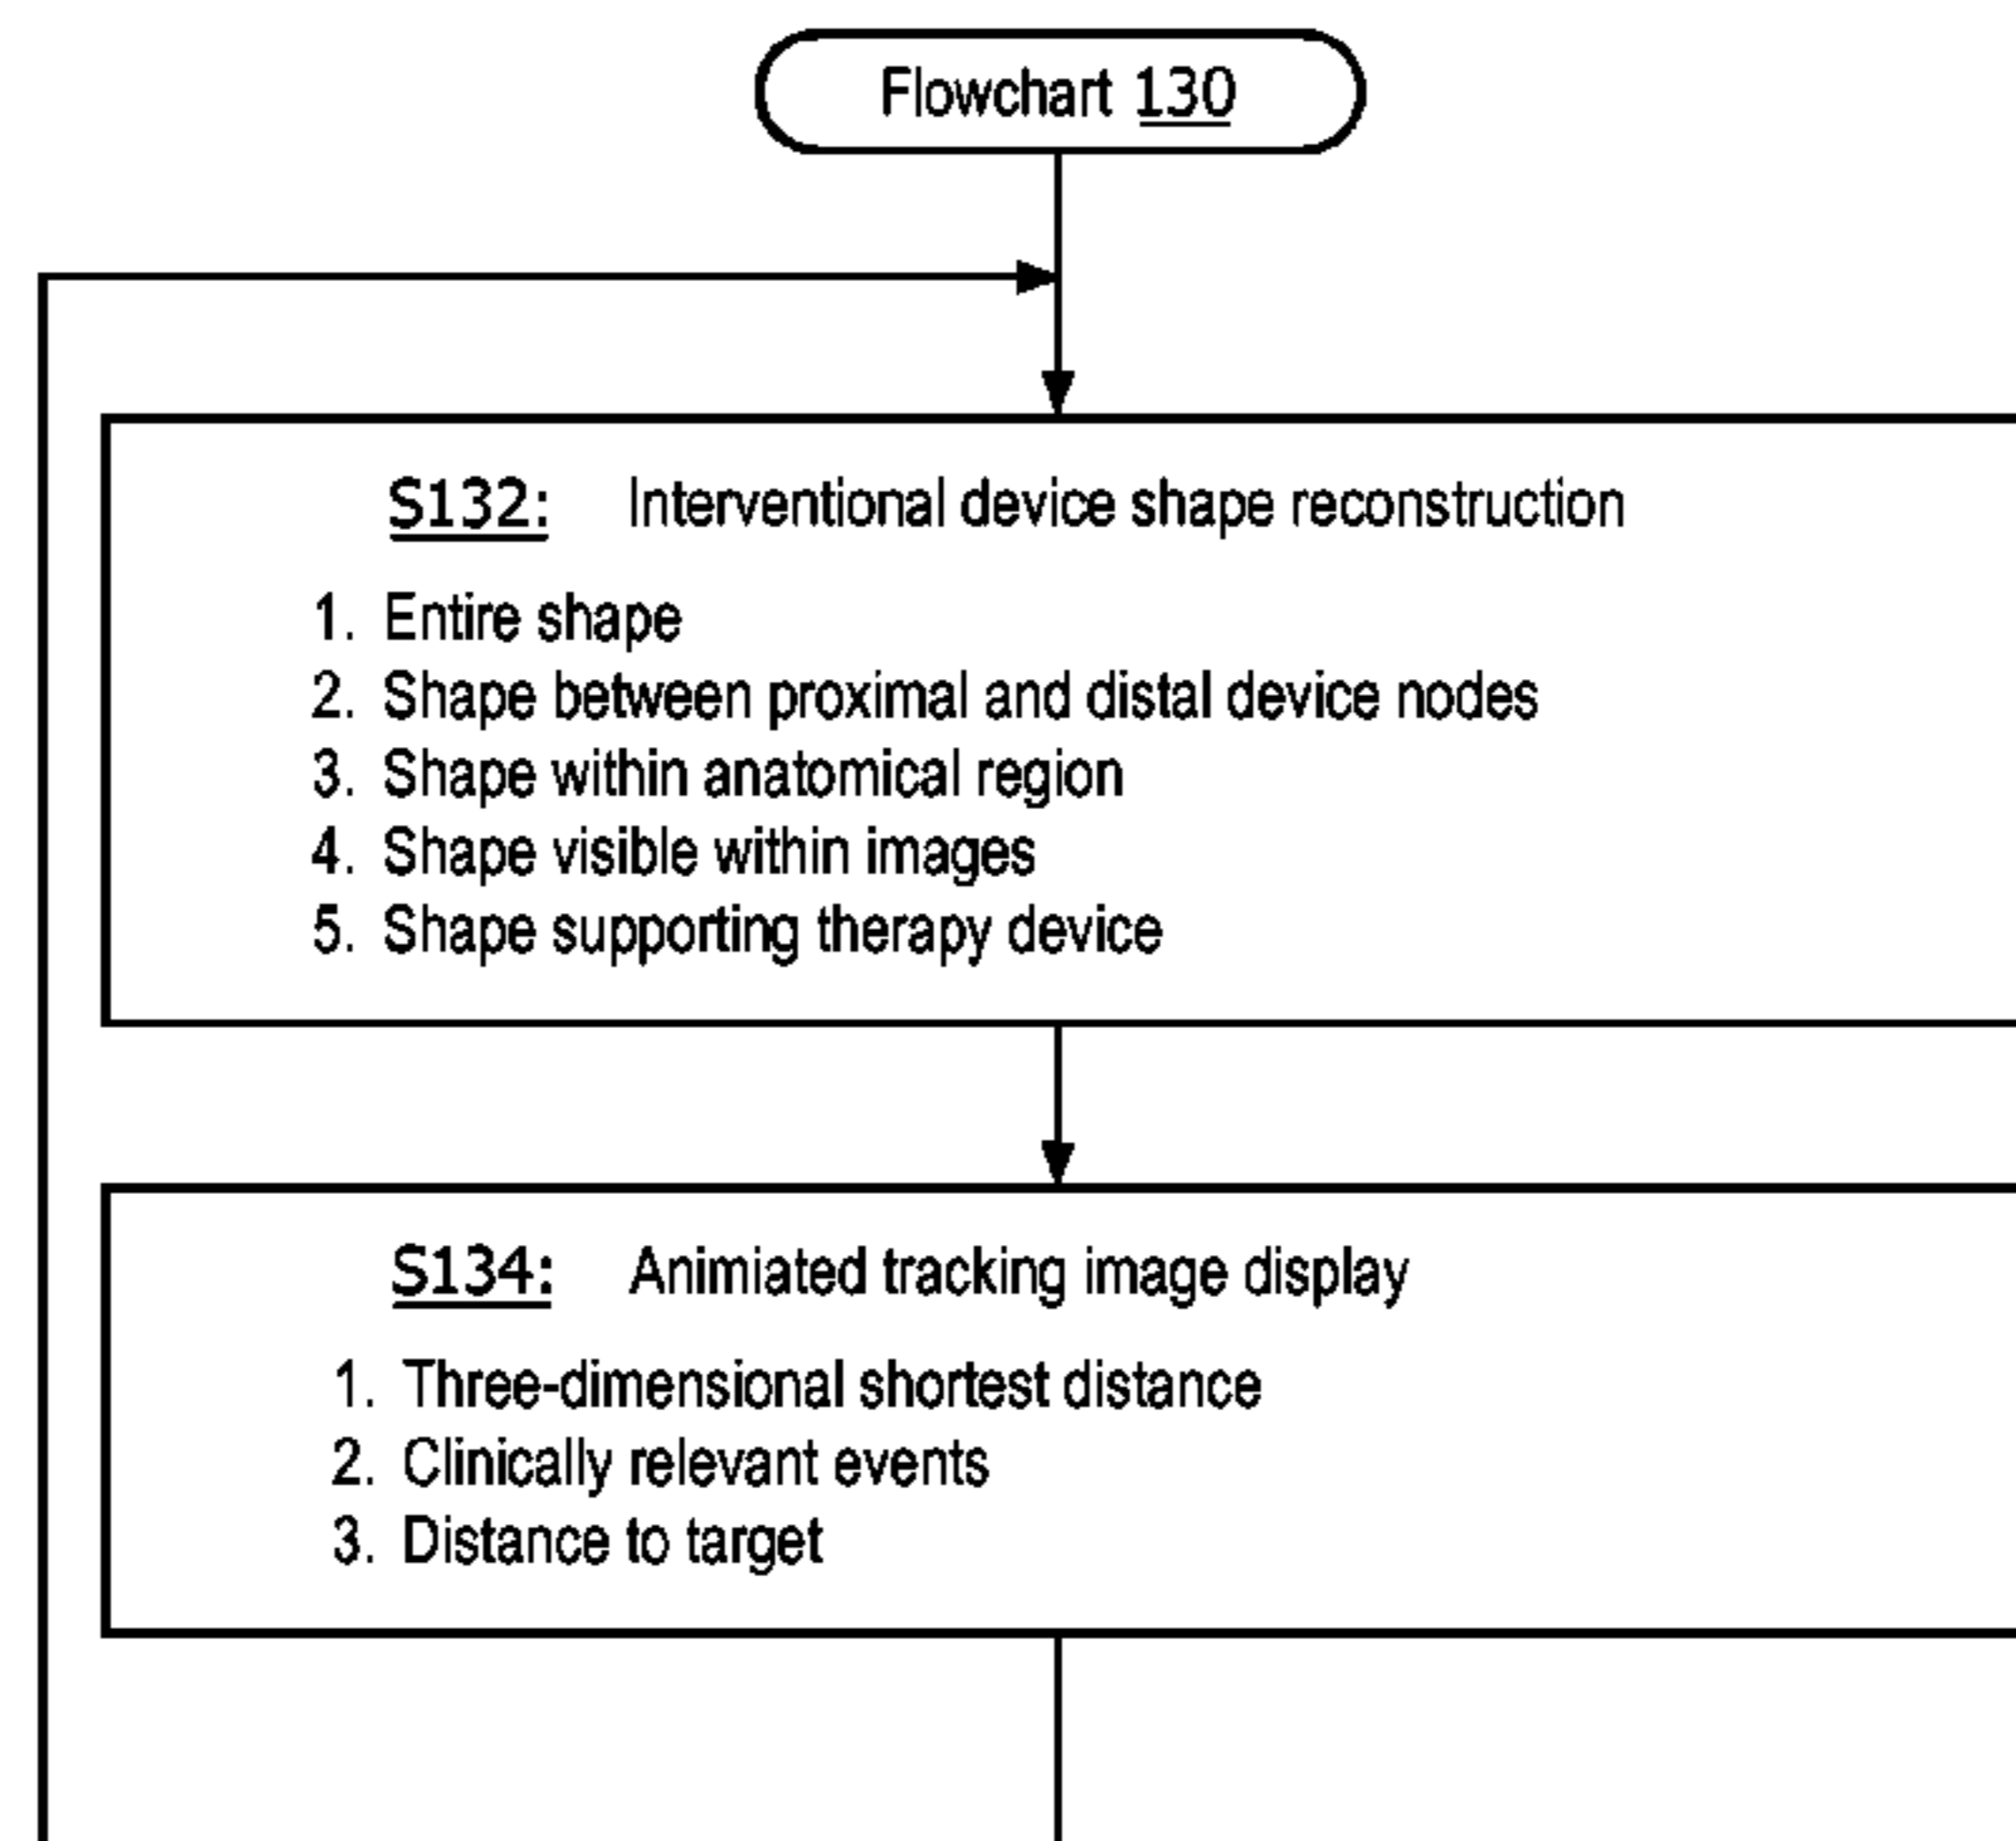 Flowchart 130
S132: Interventional device shape reconstruction
1. Entire shape
2. Shape between proximal and distal device nodes
3. Shape within anatomical region
4. Shape visible within images
5. Shape supporting therapy device
S134: Animiated tracking image display
1. Three-dimensional shortest distance
2. Clinically relevant events
3. Distance to target